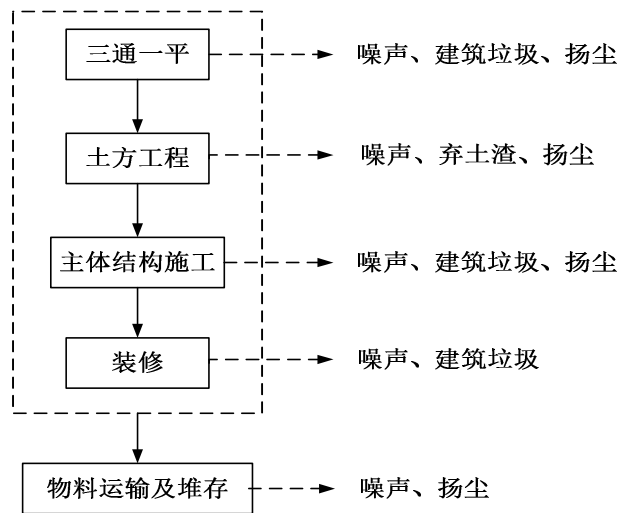 三通一平
噪声、建筑垃圾、扬尘
土方工程
噪声、弃土渣、扬尘
主体结构施工
噪声、建筑垃圾、扬尘
装修
噪声、建筑垃圾
物料运输及堆存
噪声、扬尘